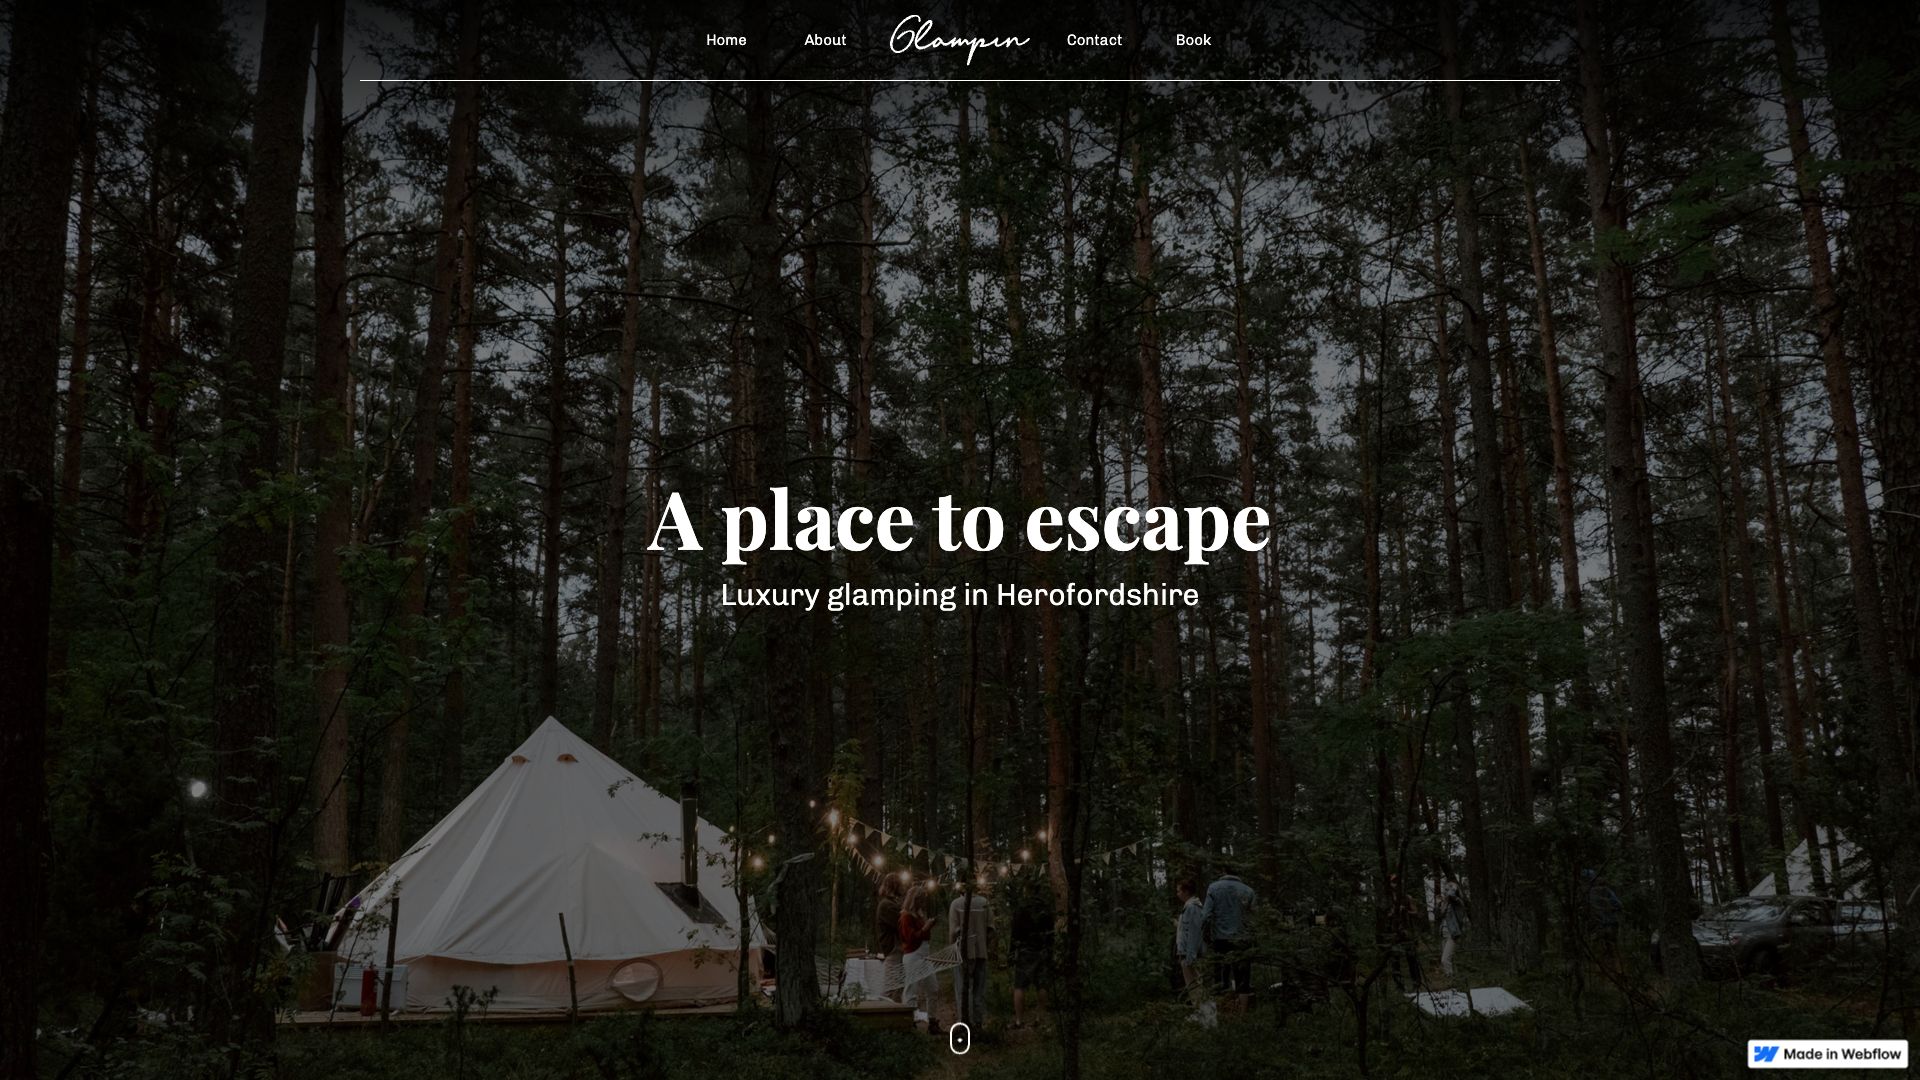 Home About Glampin Contact Book
A place to escape
Luxury glamping in Herofordshire
Made in Webflow